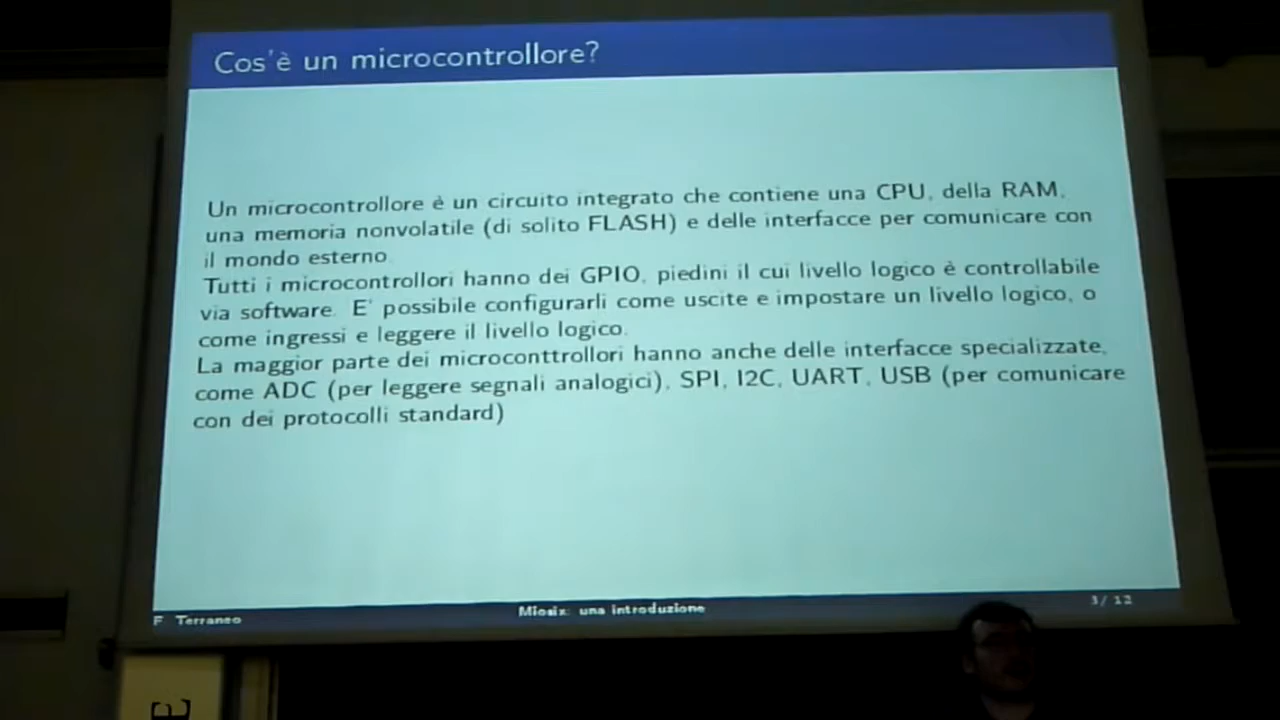 Cos'è un microcontrollore?
Un microcontrollore è un circuito integrato che contiene una CPU, della RAM,
una memoria nonvolatile (di solito FLASH) e delle interfacce per comunicare con
il mondo esterno.
Tutti i microcontrollori hanno dei GPIO, piedini il cui livello logico è controllabile
via software. E' possibile configurarli come uscite e impostare un livello logico, o
come ingressi e leggere il livello logico.
La maggior parte dei microconttrollori hanno anche delle interfacce specializzate,
come ADC (per leggere segnali analogici), SPI, I2C, UART, USB (per comunicare
con dei protocolli standard)
F. Terraneo
Miosix: una introduzione
3/ 12
E